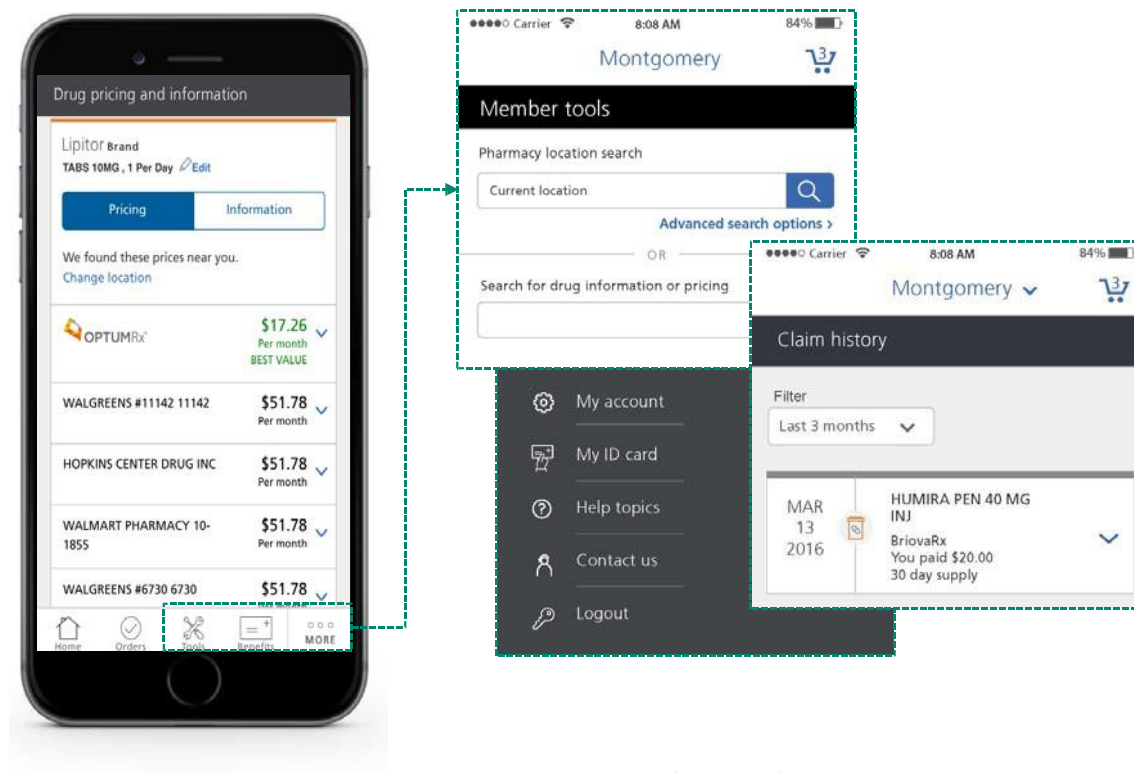 Drug pricing and information
Lipitor Brand
TABS 10MG , 1 Per Day Edit
Pricing Information
We found these prices near you.
Change location
OPTUMRx® $17.26
Per month
BEST VALUE
WALGREENS #11142 11142 $51.78
Per month
HOPKINS CENTER DRUG INC $51.78
Per month
WALMART PHARMACY 10-
1855
$51.78
Per month
WALGREENS #6730 6730 $51.78
Home Orders Tools Benefits MORE
Carrier 8:08 AM 84%
Montgomery 3
Member tools
Pharmacy location search
Current location
Advanced search options >
OR
Search for drug information or pricing
My account
My ID card
Help topics
Contact us
Logout
Carrier 8:08 AM 84%
Montgomery 3
Claim history
Filter
Last 3 months
MAR
13
2016
HUMIRA PEN 40 MG
INJ
BriovaRx
You paid $20.00
30 day supply